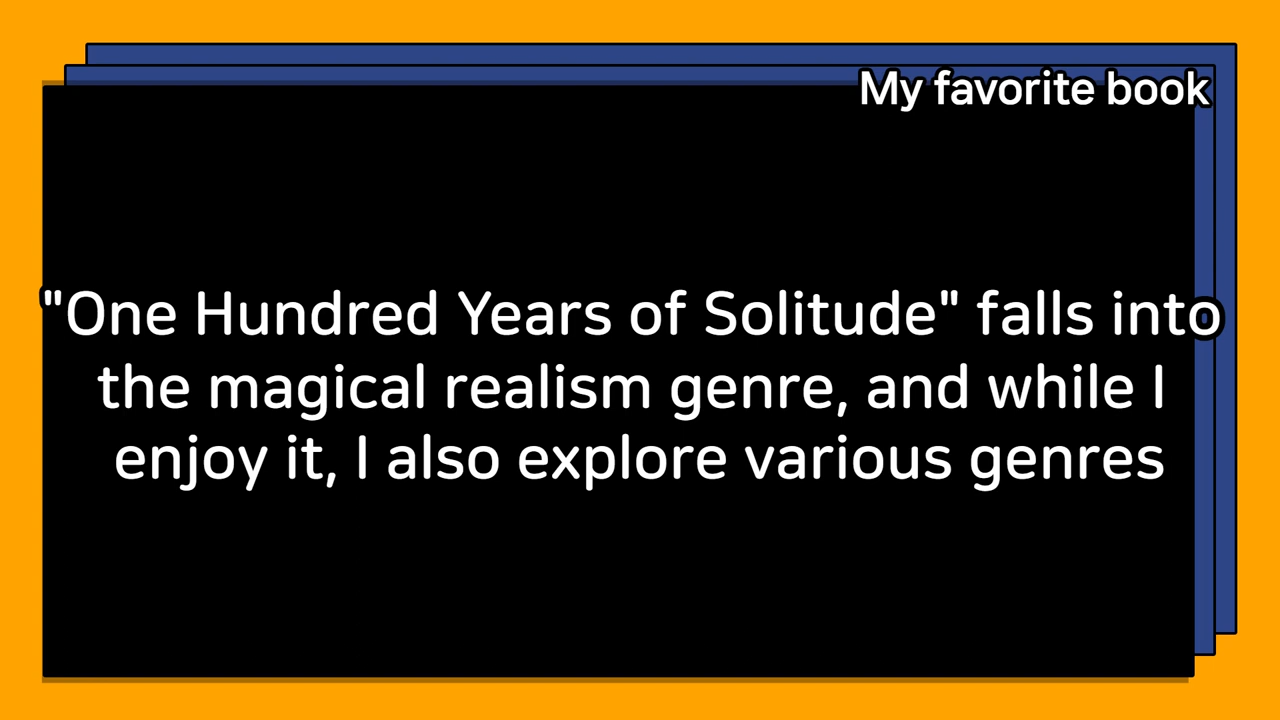 My favorite book
"One Hundred Years of Solitude" falls into
the magical realism genre, and while I
enjoy it, I also explore various genres